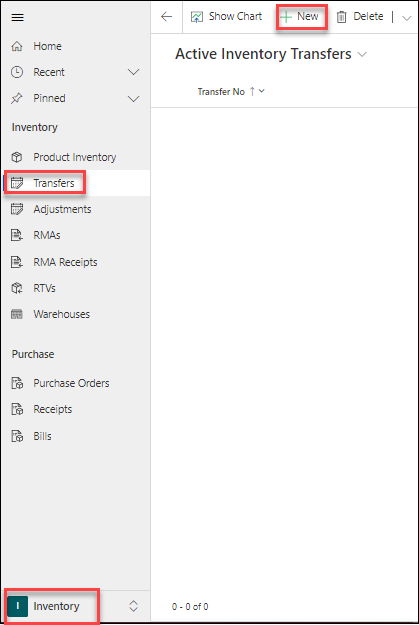 Show Chart
New
Delete
Home
Recent
Pinned
Inventory
Product Inventory
Transfers
Adjustments
RMAs
RMA Receipts
RTVs
Warehouses
Purchase
Purchase Orders
Receipts
Bills
I Inventory
Active Inventory Transfers
Transfer No
0 - 0 of 0